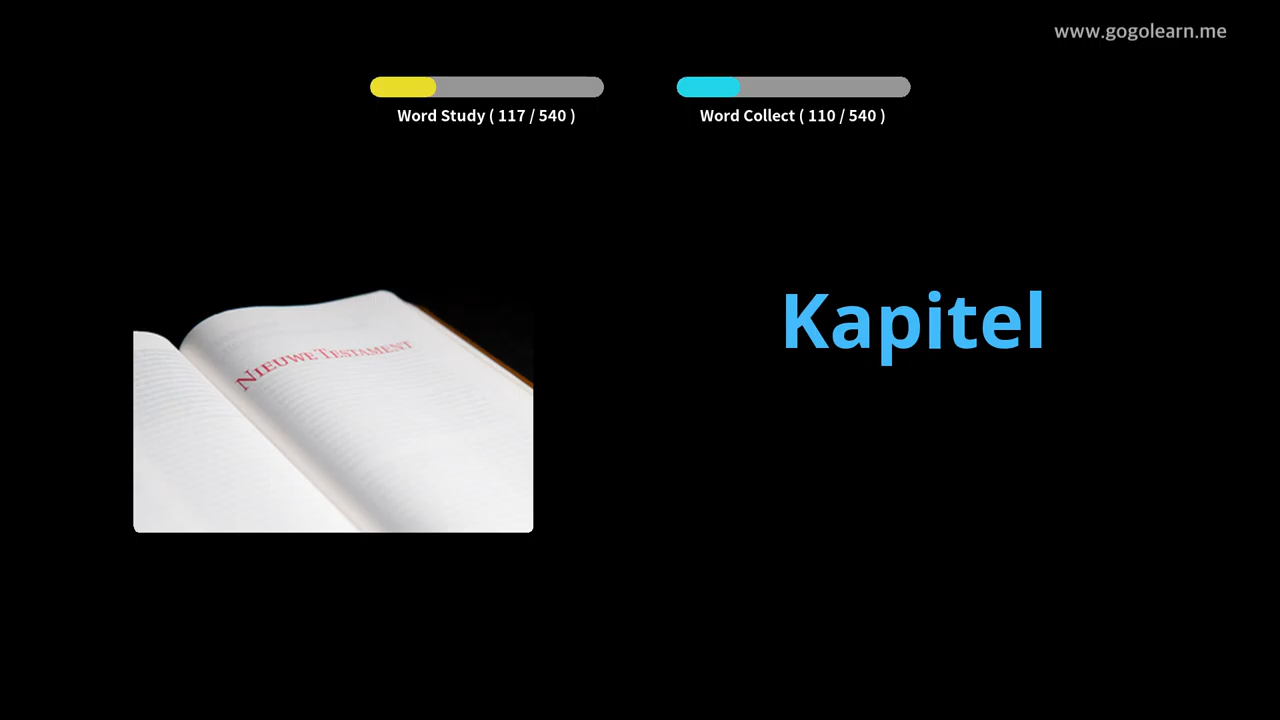 www.gogolearn.me
Word Study ( 117 / 540 )
Word Collect ( 110 / 540 )
NIEUWE TESTAMENT
Kapitel